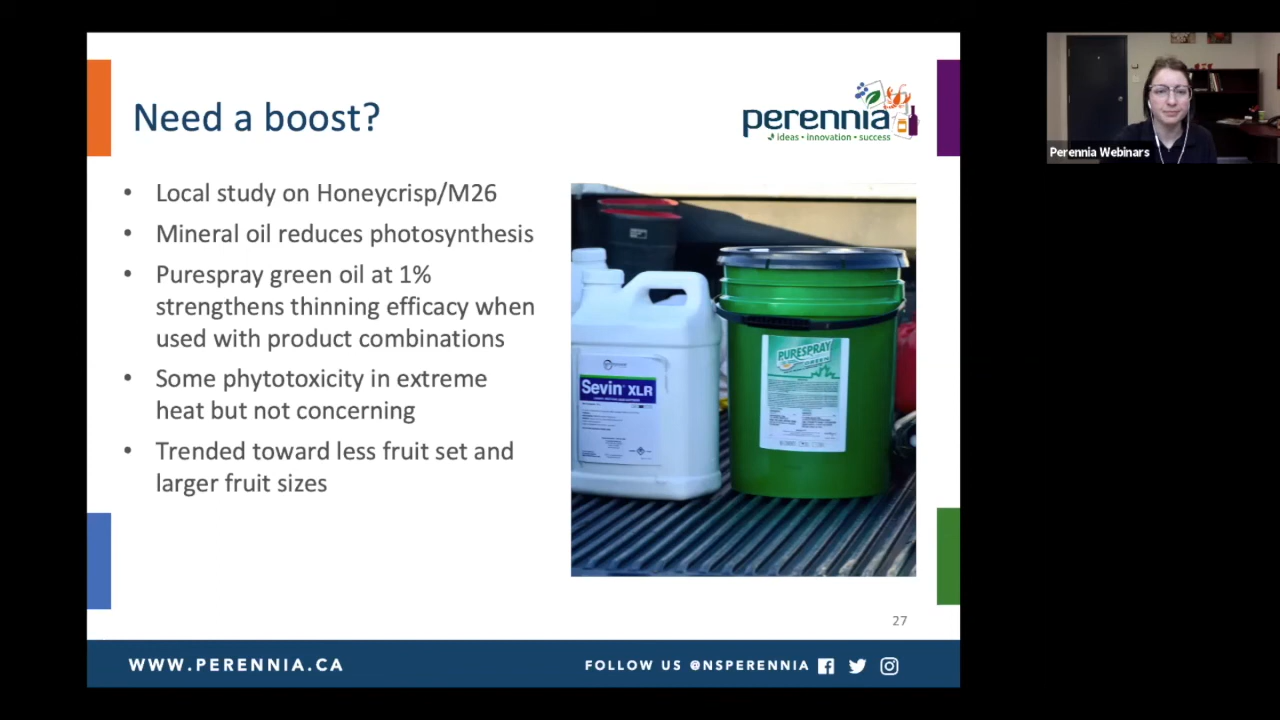 Need a boost?
perennia
ideas • innovation • success
• Local study on Honeycrisp/M26
• Mineral oil reduces photosynthesis
• Purespray green oil at 1%
strengthens thinning efficacy when
used with product combinations
• Some phytotoxicity in extreme
heat but not concerning
• Trended toward less fruit set and
larger fruit sizes
Sevin XLR
PURESPRAY
27
WWW.PERENNIA.CA
FOLLOW US @NSPERENNIA
Perennia Webinars